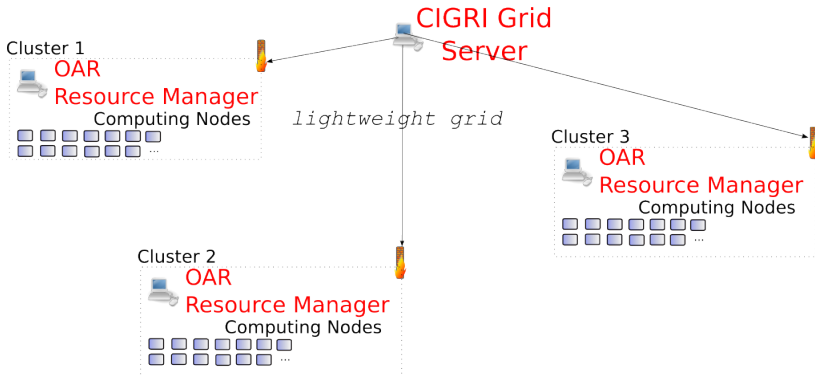 CIGRI Grid
Server
Cluster 1
OAR
Resource Manager
Computing Nodes
...
lightweight grid
Cluster 3
OAR
Resource Manager
Computing Nodes
...
Cluster 2
OAR
Resource Manager
Computing Nodes
...